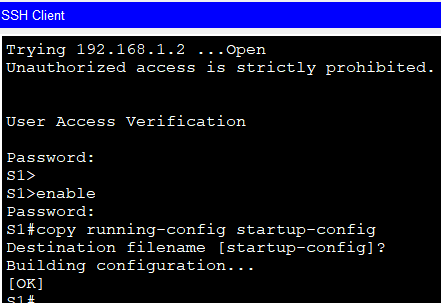 SSH Client
Trying 192.168.1.2 ...Open
Unauthorized access is strictly prohibited.
User Access Verification
Password:
S1>
S1>enable
Password:
S1#copy running-config startup-config
Destination filename [startup-config]?
Building configuration...
[OK]
S1#